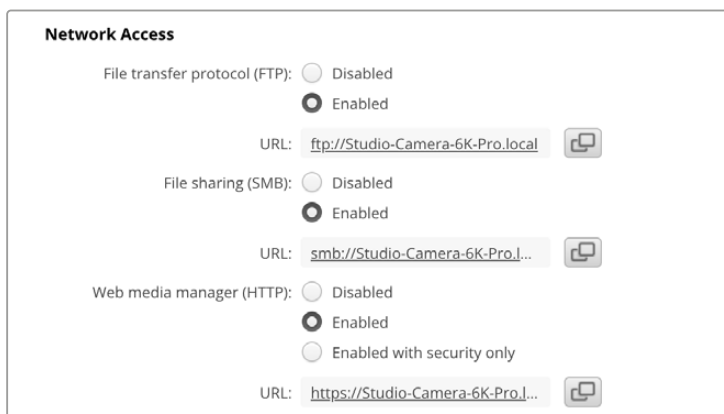 Network Access
File transfer protocol (FTP): Disabled
Enabled
URL: ftp://Studio-Camera-6K-Pro.local
File sharing (SMB): Disabled
Enabled
URL: smb://Studio-Camera-6K-Pro.l...
Web media manager (HTTP): Disabled
Enabled
Enabled with security only
URL: https://Studio-Camera-6K-Pro.l...